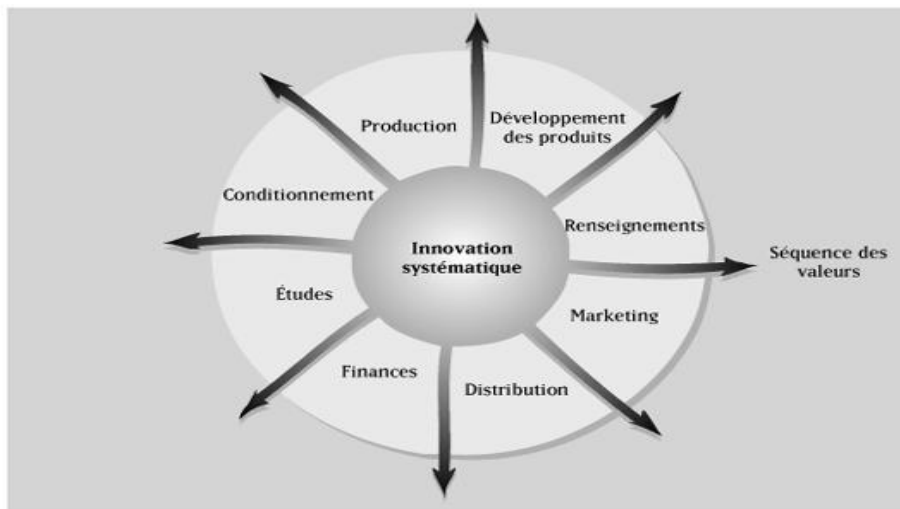 Production
Développement
des produits
Conditionnement
Renseignements
Innovation
systématique
Séquence des
valeurs
Études
Marketing
Finances
Distribution